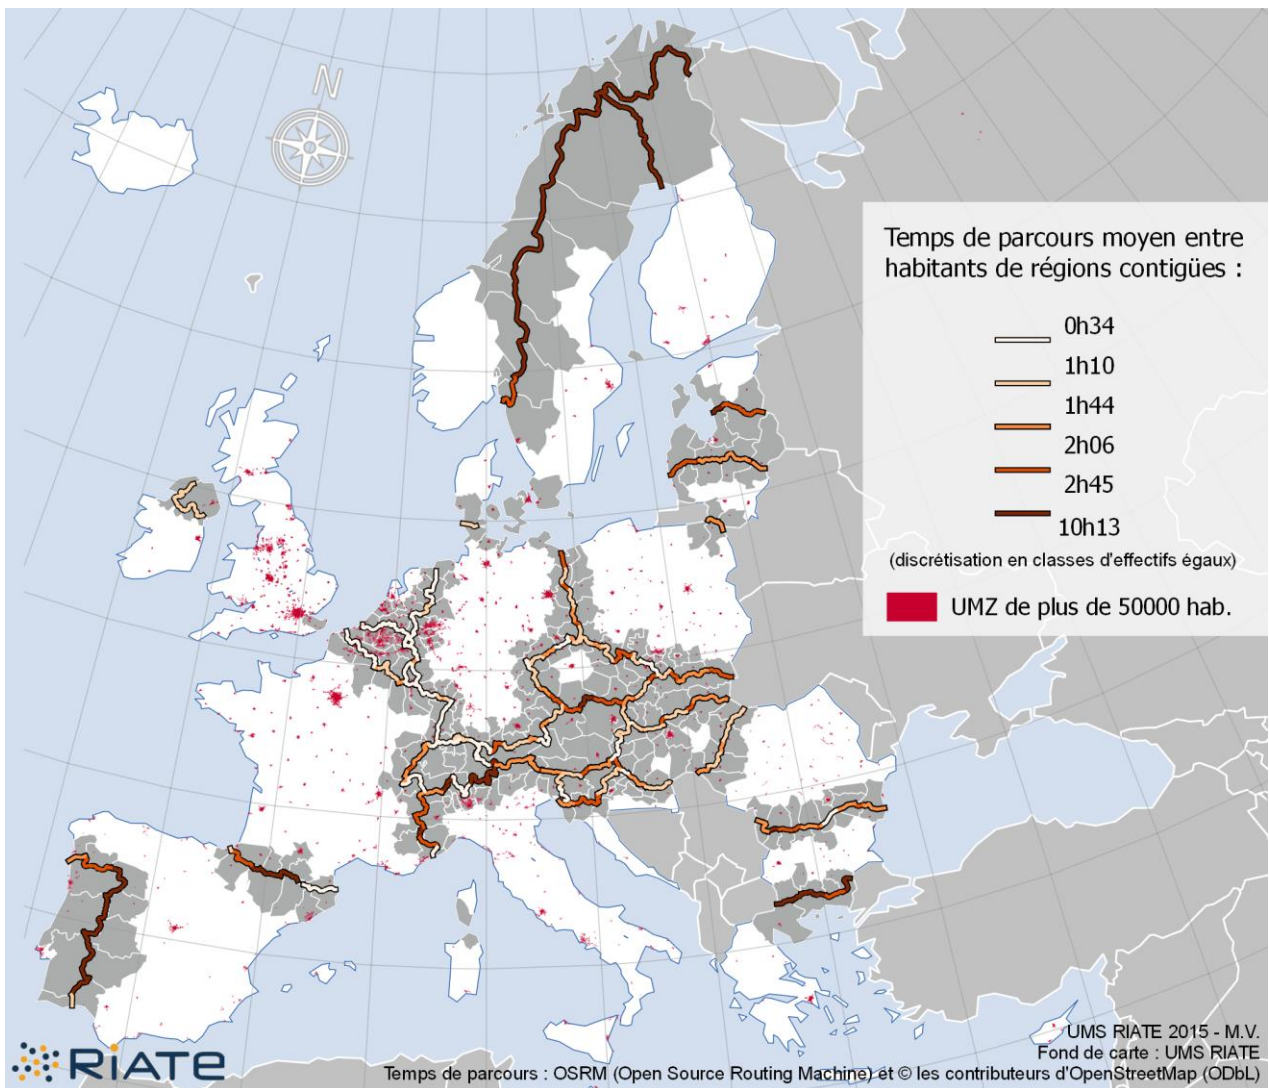 N
Temps de parcours moyen entre
habitants de régions contigües :
0h34
1h10
1h44
2h06
2h45
10h13
(discrétisation en classes d'effectifs égaux)
UMZ de plus de 50000 hab.
UMS RIATE 2015 - M.V.
Fond de carte : UMS RIATE
RIATE
Temps de parcours : OSRM (Open Source Routing Machine) et © les contributeurs d'OpenStreetMap (ODbL)